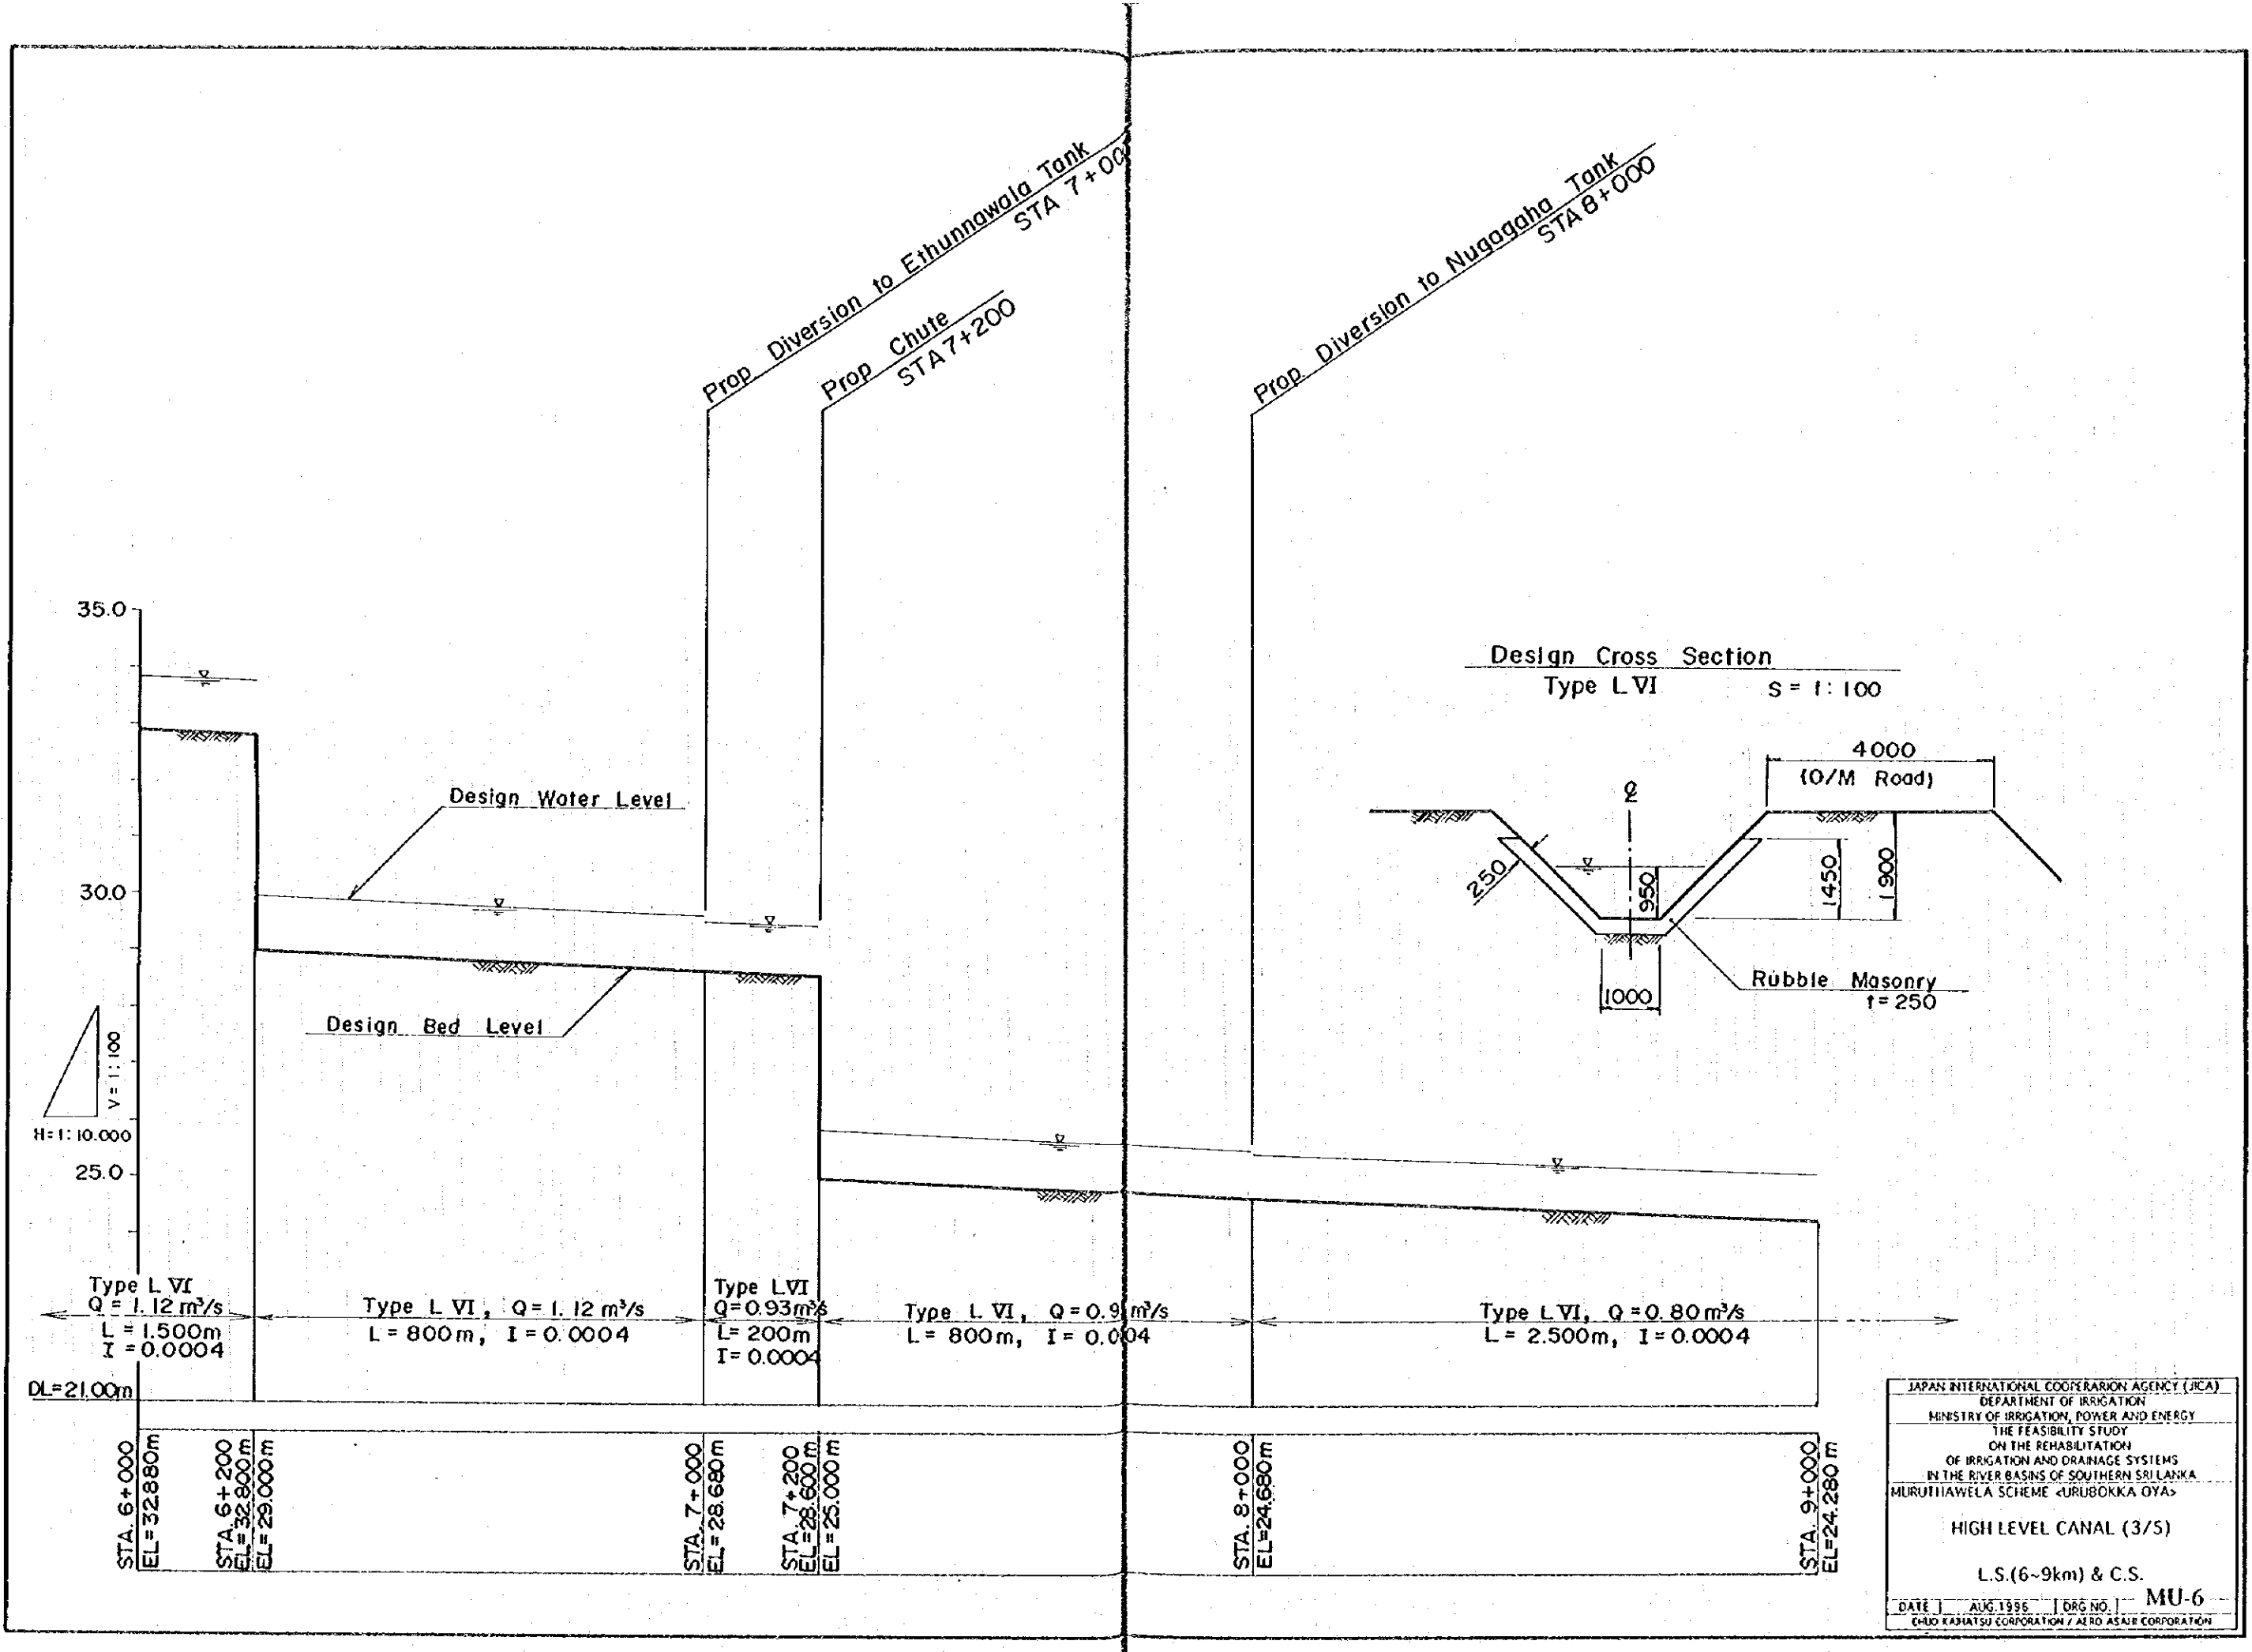 Prop. Diversion to Ethunnawala Tank
STA 7+00
Prop Chute
STA 7+200
Prop. Diversion to Nugagaha Tank
STA 8+000
35.0
30.0
25.0
V = 1:100
H=1:10.000
Design Water Level
Design Bed Level
Design Cross Section
Type L VI S = 1:100
4000
(O/M Road)
250
950
1450
1900
1000
Rubble Masonry
t=250
Type L VI
Q = 1.12 m³/s
L = 1.500m
I = 0.0004
Type L VI, Q = 1.12 m³/s
L = 800 m, I = 0.0004
Type L VI
Q=0.93m³/s
L= 200m
I= 0.0004
Type L VI, Q = 0.9 m³/s
L = 800m, I = 0.004
Type L VI, Q = 0.80 m³/s
L = 2.500m, I = 0.0004
DL=21.00m
STA. 6+000
EL=32.880m
STA. 6+200
EL=32.800m
EL=29.000m
STA. 7+000
EL=28.680m
STA. 7+200
EL=28.600m
EL=25.000m
STA. 8+000
EL=24.680m
STA. 9+000
EL=24.280m
JAPAN INTERNATIONAL COOPERARION AGENCY (JICA)
DEPARTMENT OF IRRIGATION
MINISTRY OF IRRIGATION, POWER AND ENERGY
THE FEASIBILITY STUDY
ON THE REHABILITATION
OF IRRIGATION AND DRAINAGE SYSTEMS
IN THE RIVER BASINS OF SOUTHERN SRI LANKA
MURUTHAWELA SCHEME <URUBOKKA OYA>
HIGH LEVEL CANAL (3/5)
L.S.(6~9km) & C.S.
DATE AUG.1996 DRG NO. MU-6
CORPORATION / AERO ASAHI CORPORATION